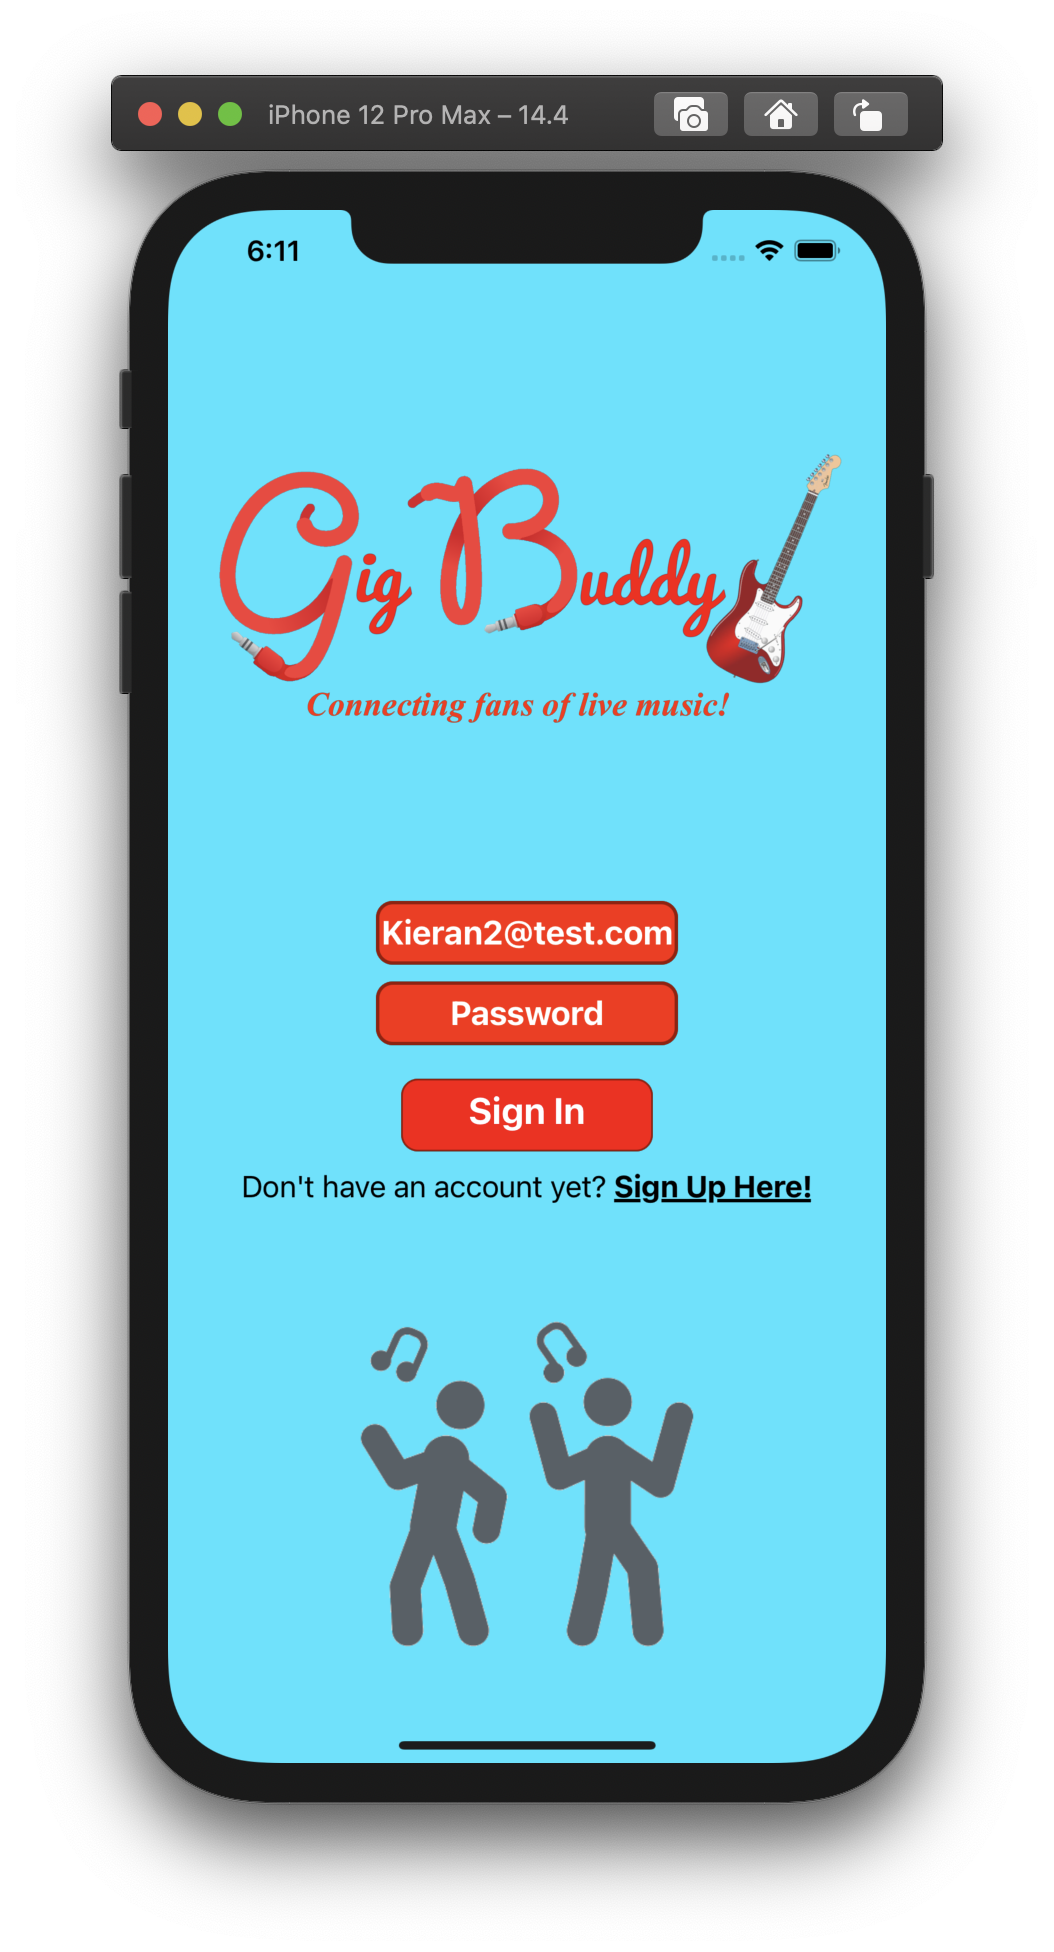 iPhone 12 Pro Max – 14.4
6:11
Gig Buddy
Connecting fans of live music!
Kieran2@test.com
Password
Sign In
Don't have an account yet? Sign Up Here!